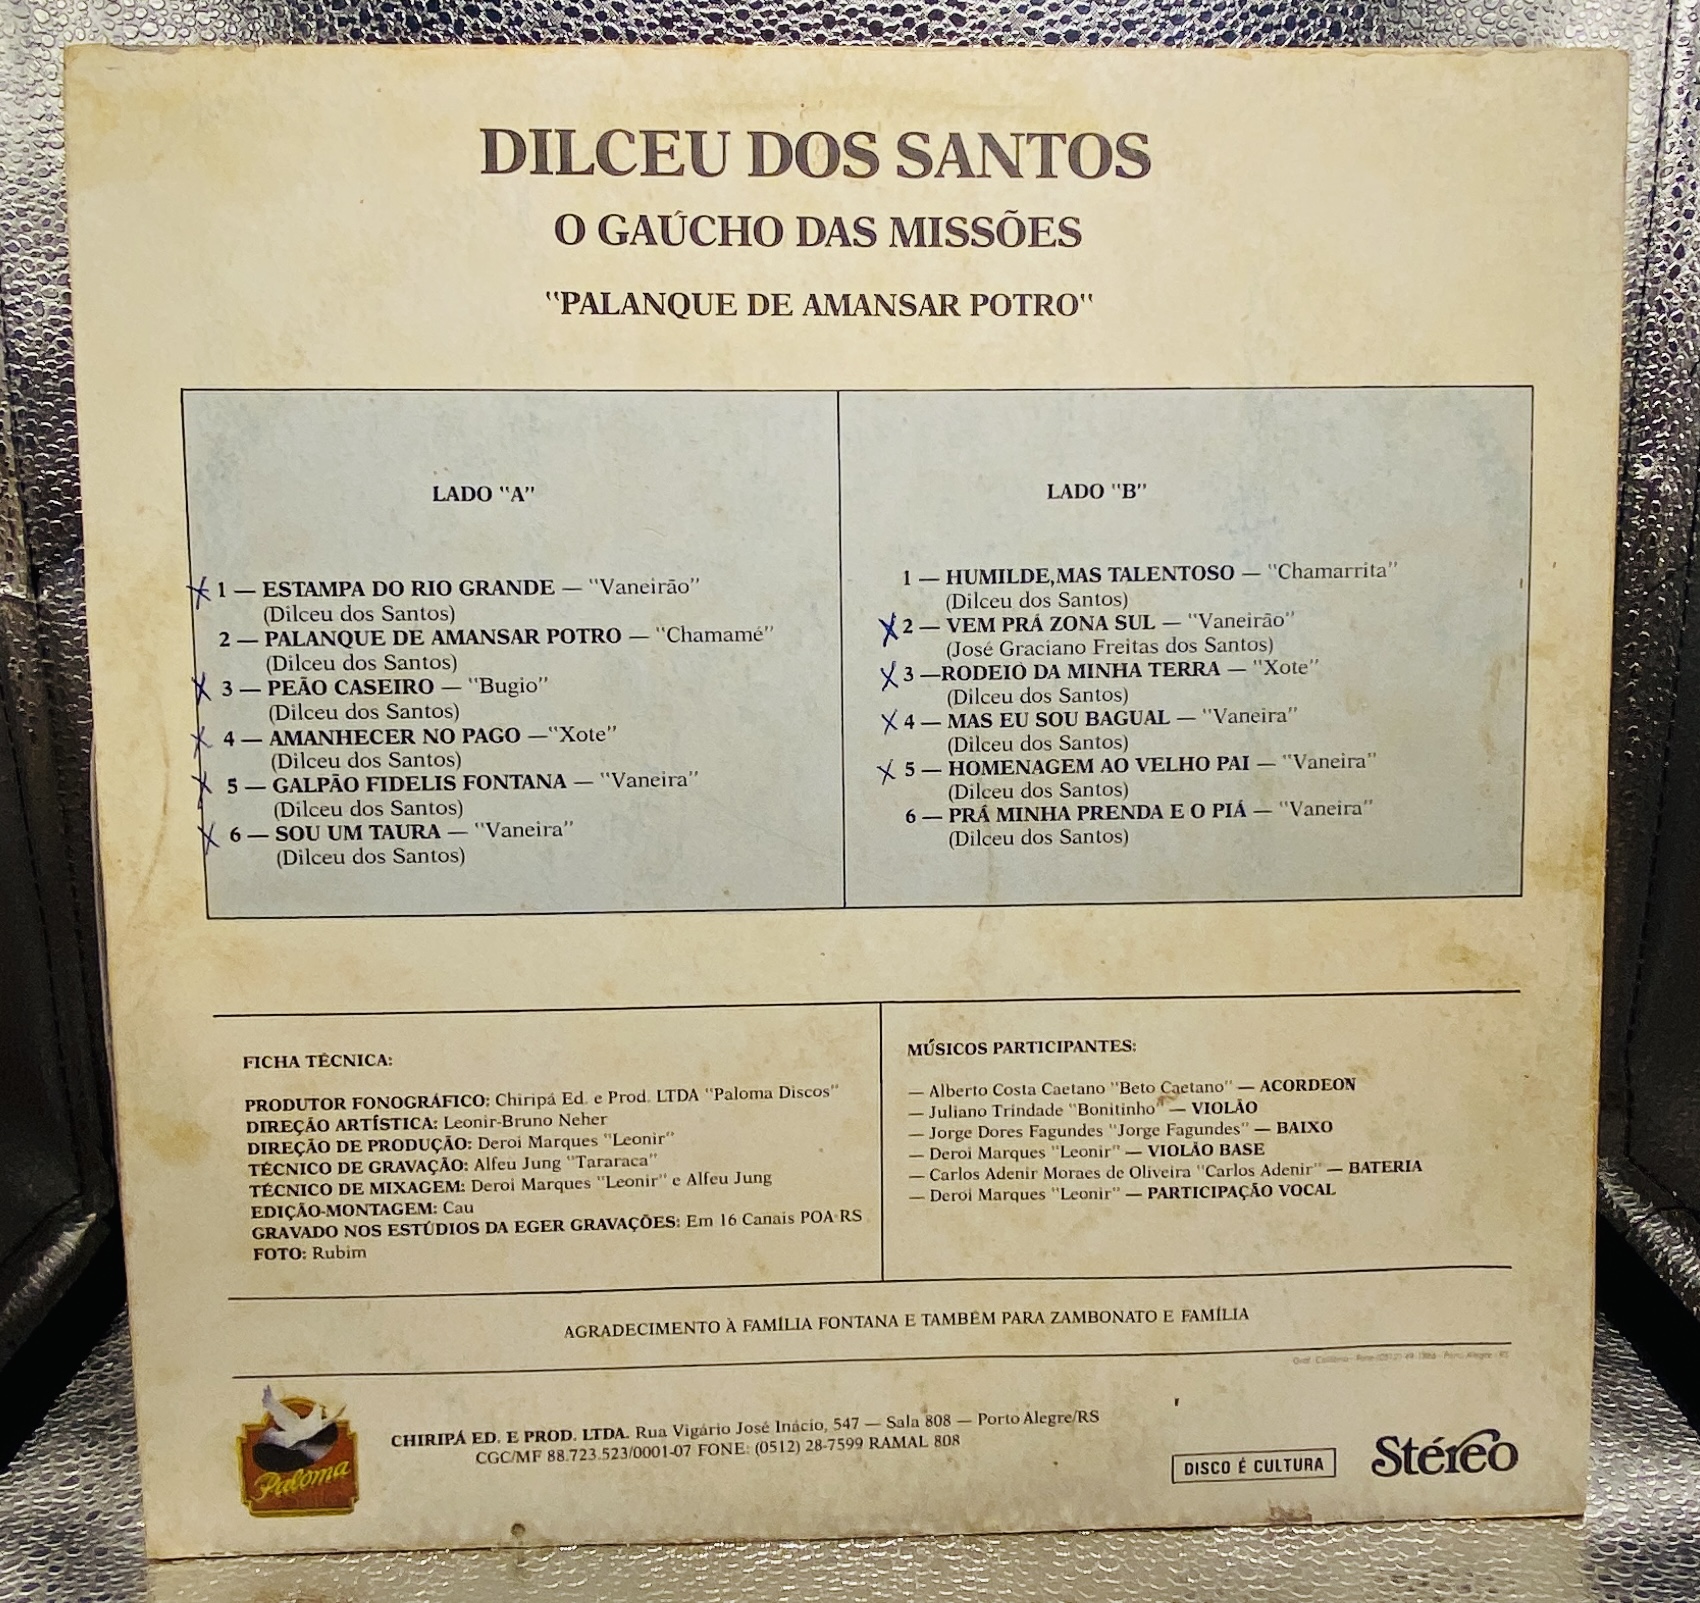 DILCEU DOS SANTOS
O GAÚCHO DAS MISSÕES
"PALANQUE DE AMANSAR POTRO"
LADO "A"
X 1 — ESTAMPA DO RIO GRANDE — "Vaneirão"
(Dilceu dos Santos)
2 — PALANQUE DE AMANSAR POTRO — "Chamamé"
(Dilceu dos Santos)
X 3 — PEÃO CASEIRO — "Bugio"
(Dilceu dos Santos)
X 4 — AMANHECER NO PAGO —"Xote"
(Dilceu dos Santos)
X 5 — GALPÃO FIDELIS FONTANA — "Vaneira"
(Dilceu dos Santos)
X 6 — SOU UM TAURA — "Vaneira"
(Dilceu dos Santos)
LADO "B"
1 — HUMILDE,MAS TALENTOSO — "Chamarrita"
(Dilceu dos Santos)
X 2 — VEM PRÁ ZONA SUL — "Vaneirão"
(José Graciano Freitas dos Santos)
X 3 —RODEIO DA MINHA TERRA — "Xote"
(Dilceu dos Santos)
X 4 — MAS EU SOU BAGUAL — "Vaneira"
(Dilceu dos Santos)
X 5 — HOMENAGEM AO VELHO PAI — "Vaneira"
(Dilceu dos Santos)
6 — PRÁ MINHA PRENDA E O PIÁ — "Vaneira"
(Dilceu dos Santos)
FICHA TÉCNICA:
PRODUTOR FONOGRÁFICO: Chiripá Ed. e Prod. LTDA "Paloma Discos"
DIREÇÃO ARTÍSTICA: Leonir-Bruno Neher
DIREÇÃO DE PRODUÇÃO: Deroi Marques "Leonir"
TÉCNICO DE GRAVAÇÃO: Alfeu Jung "Tararaca"
TÉCNICO DE MIXAGEM: Deroi Marques "Leonir" e Alfeu Jung
EDIÇÃO-MONTAGEM: Cau
GRAVADO NOS ESTÚDIOS DA EGER GRAVAÇÕES: Em 16 Canais POA-RS
FOTO: Rubim
MÚSICOS PARTICIPANTES:
— Alberto Costa Caetano "Beto Caetano" — ACORDEON
— Juliano Trindade "Bonitinho" — VIOLÃO
— Jorge Dores Fagundes "Jorge Fagundes" — BAIXO
— Deroi Marques "Leonir" — VIOLÃO BASE
— Carlos Adenir Moraes de Oliveira "Carlos Adenir" — BATERIA
— Deroi Marques "Leonir" — PARTICIPAÇÃO VOCAL
AGRADECIMENTO À FAMÍLIA FONTANA E TAMBÉM PARA ZAMBONATO E FAMÍLIA
Paloma
CHIRIPÁ ED. E PROD. LTDA. Rua Vigário José Inácio, 547 — Sala 808 — Porto Alegre/RS
CGC/MF 88.723.523/0001-07 FONE: (0512) 28-7599 RAMAL 808
DISCO É CULTURA
Stéreo